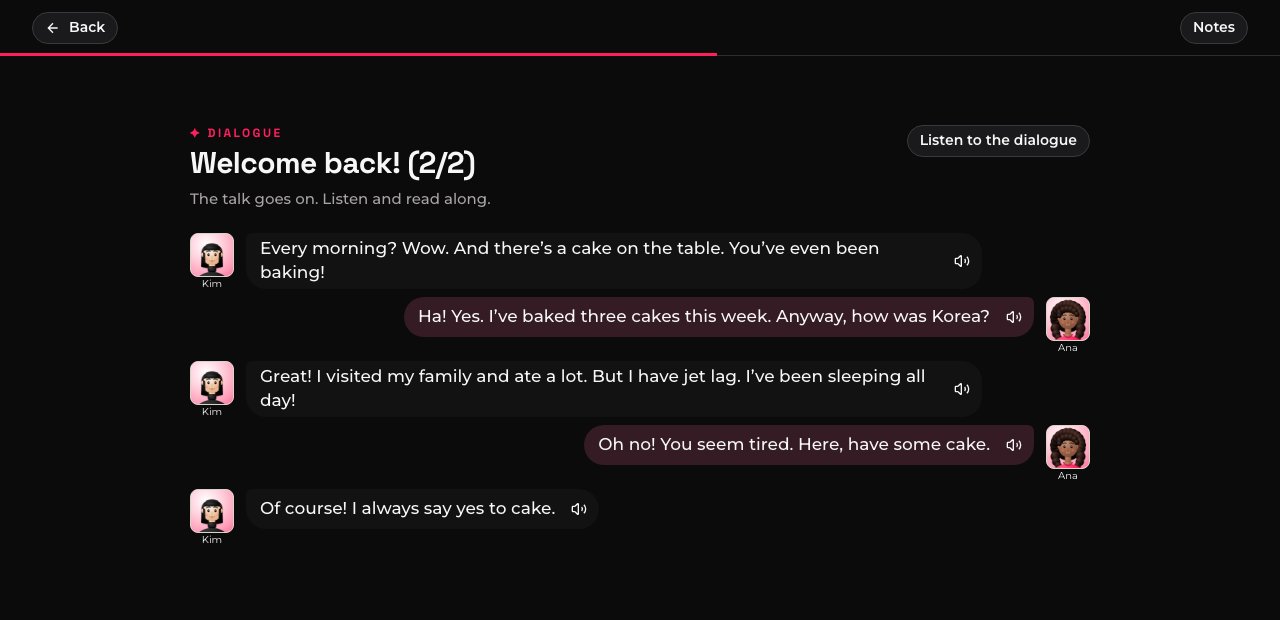 Back
Notes
DIALOGUE
Listen to the dialogue
Welcome back! (2/2)
The talk goes on. Listen and read along.
Every morning? Wow. And there’s a cake on the table. You’ve even been
baking!
Kim
Ha! Yes. I’ve baked three cakes this week. Anyway, how was Korea?
Ana
Great! I visited my family and ate a lot. But I have jet lag. I’ve been sleeping all
day!
Kim
Oh no! You seem tired. Here, have some cake.
Ana
Of course! I always say yes to cake.
Kim